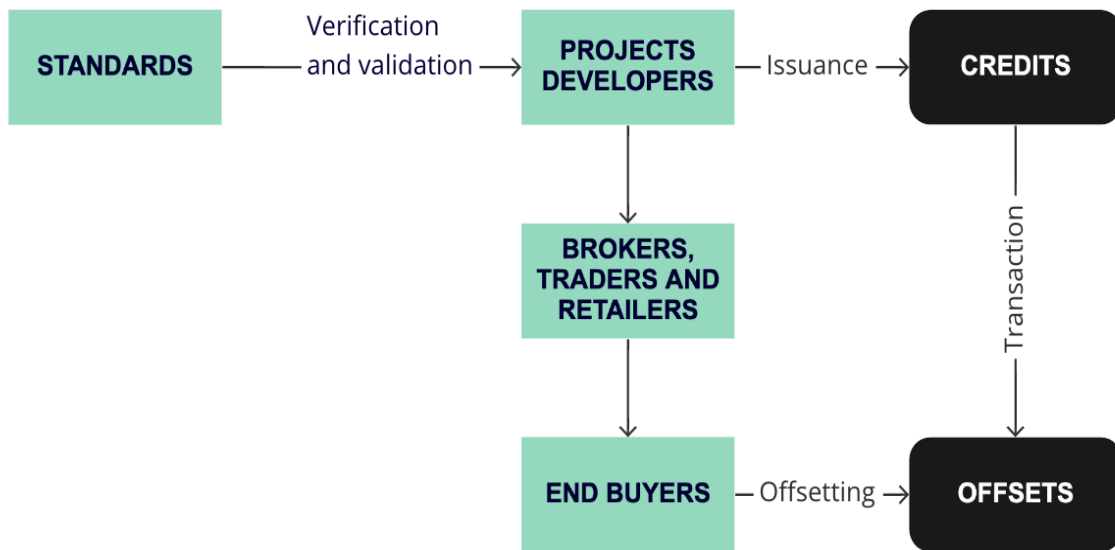 STANDARDS
Verification
and validation
PROJECTS
DEVELOPERS
Issuance
CREDITS
BROKERS,
TRADERS AND
RETAILERS
Transaction
END BUYERS
Offsetting
OFFSETS